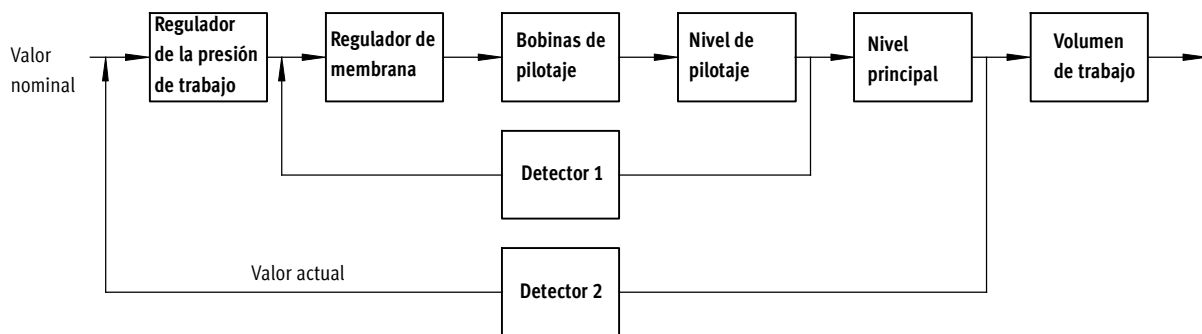 Valor
nominal
Regulador
de la presión
de trabajo
Regulador de
membrana
Bobinas de
pilotaje
Nivel de
pilotaje
Nivel
principal
Volumen
de trabajo
Detector 1
Valor actual
Detector 2